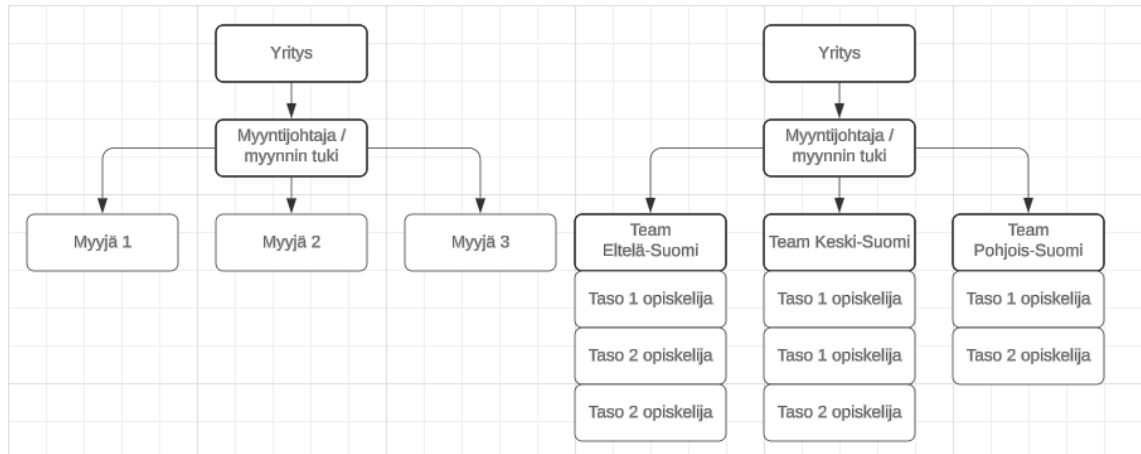 Yritys
Myyntijohtaja /
myynnin tuki
Myyjä 1
Myyjä 2
Myyjä 3
Yritys
Myyntijohtaja /
myynnin tuki
Team
Eltelä-Suomi
Taso 1 opiskelija
Taso 2 opiskelija
Taso 2 opiskelija
Team Keski-Suomi
Taso 1 opiskelija
Taso 1 opiskelija
Taso 2 opiskelija
Team
Pohjois-Suomi
Taso 1 opiskelija
Taso 2 opiskelija